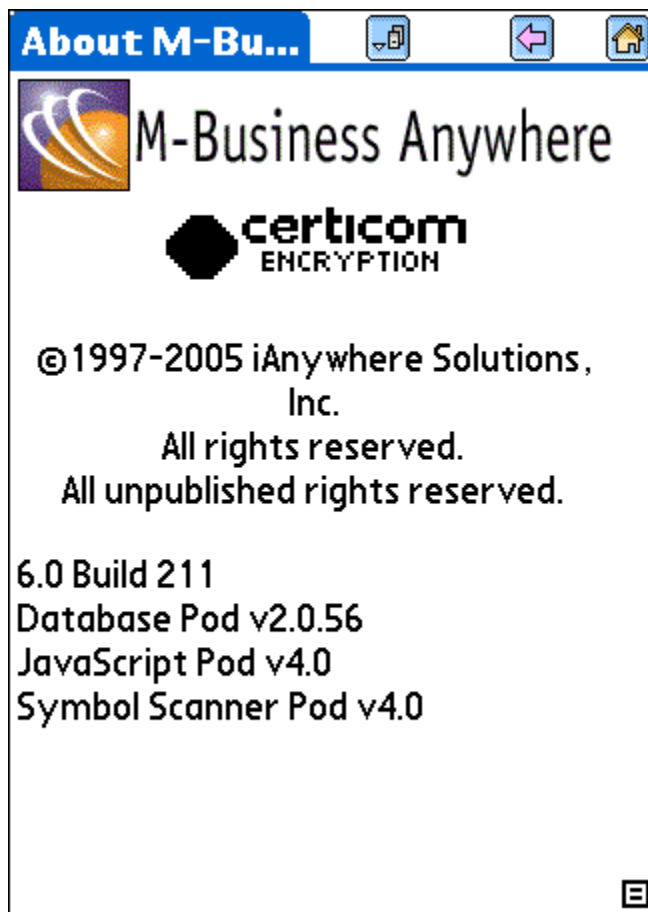 About M-Bu...
M-Business Anywhere
certicom
ENCRYPTION
©1997-2005 iAnywhere Solutions,
Inc.
All rights reserved.
All unpublished rights reserved.
6.0 Build 211
Database Pod v2.0.56
JavaScript Pod v4.0
Symbol Scanner Pod v4.0